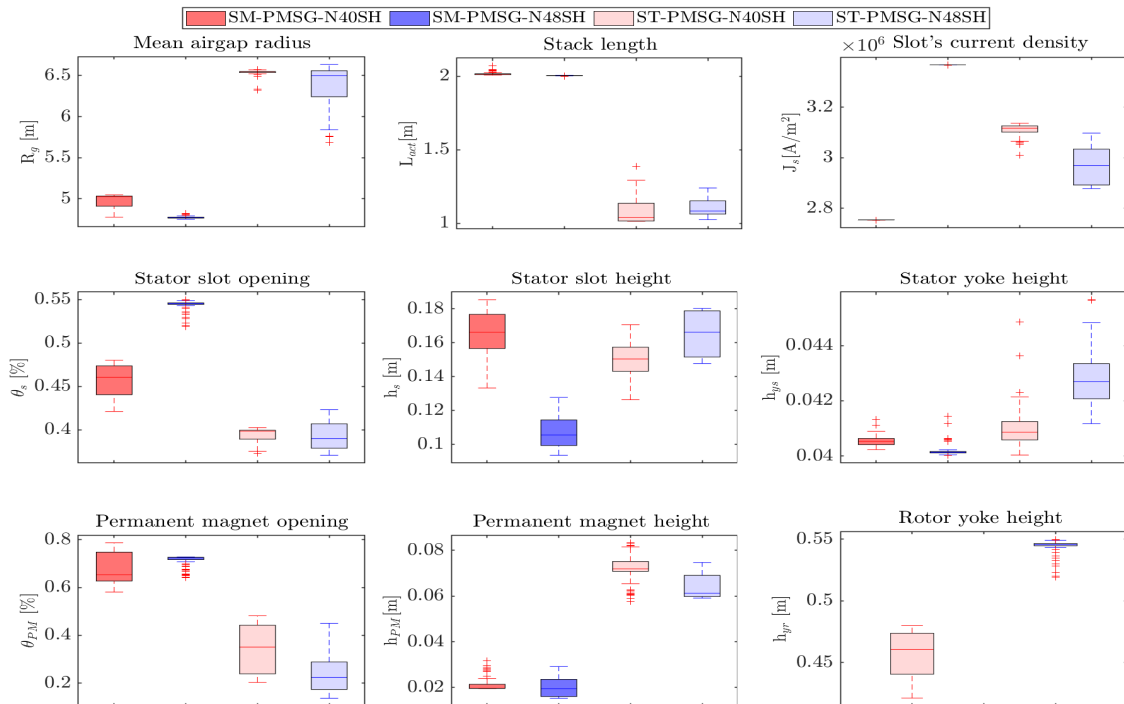 SM-PMSG-N40SH SM-PMSG-N48SH ST-PMSG-N40SH ST-PMSG-N48SH
Mean airgap radius
R_g [m]
6.5
6
5.5
5
Stack length
L_act[m]
2
1.5
1
×10^6 Slot's current density
J_s[A/m²]
3.2
3
2.8
Stator slot opening
θ_s [%]
0.55
0.5
0.45
0.4
Stator slot height
h_s [m]
0.18
0.16
0.14
0.12
0.1
Stator yoke height
h_ys [m]
0.044
0.042
0.04
Permanent magnet opening
θ_PM [%]
0.8
0.6
0.4
0.2
Permanent magnet height
h_PM[m]
0.08
0.06
0.04
0.02
Rotor yoke height
h_yr [m]
0.55
0.5
0.45